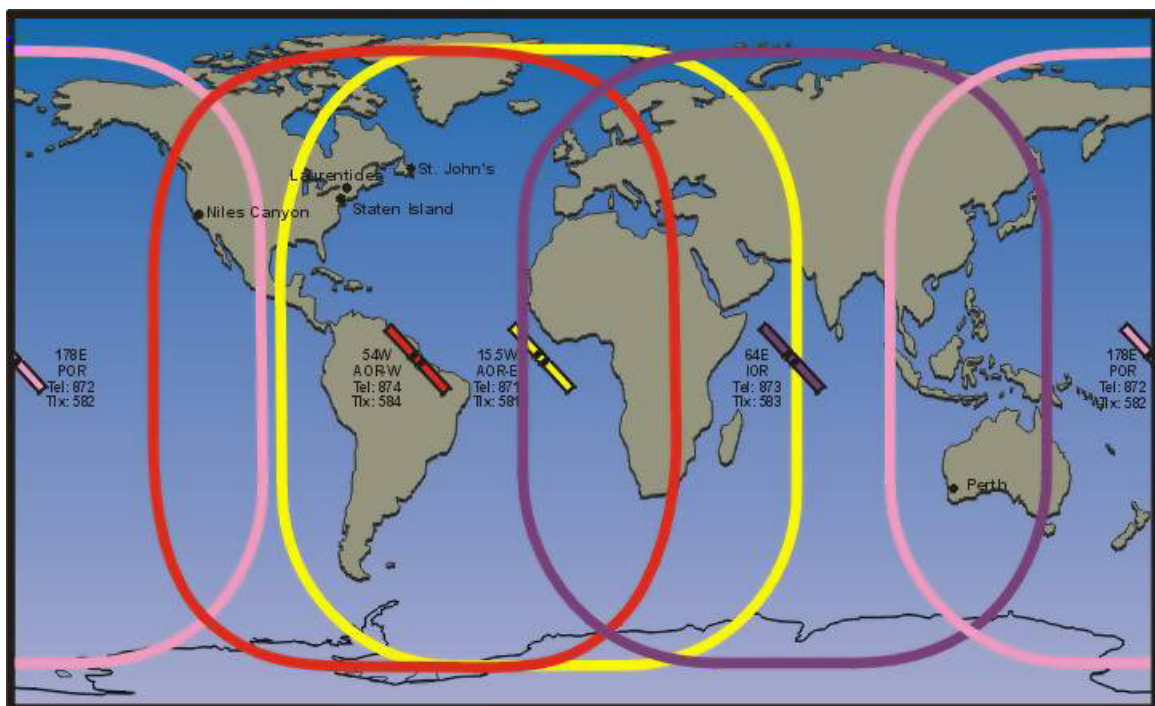 St. John's
Laurentides
Niles Canyon
Staten Island
178E
POR
Tel: 872
Tlx: 582
54W
AOR-W
Tel: 874
Tlx: 584
15.5W
AOR-E
Tel: 871
Tlx: 581
64E
IOR
Tel: 873
Tlx: 583
178E
POR
Tel: 872
Tlx: 582
Perth